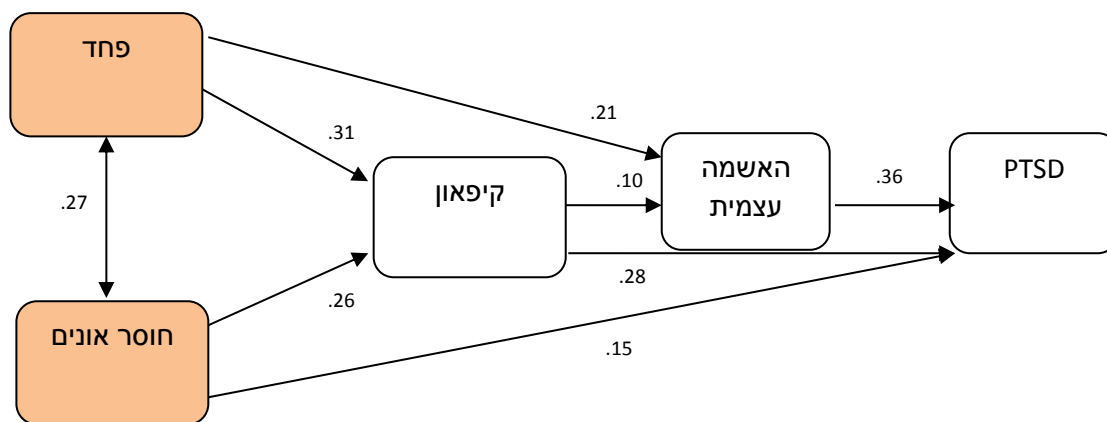 פחד
.21
.31
.27
קיפאון
.10
האשמה
עצמית
.36
PTSD
.28
.26
חוסר אונים
.15